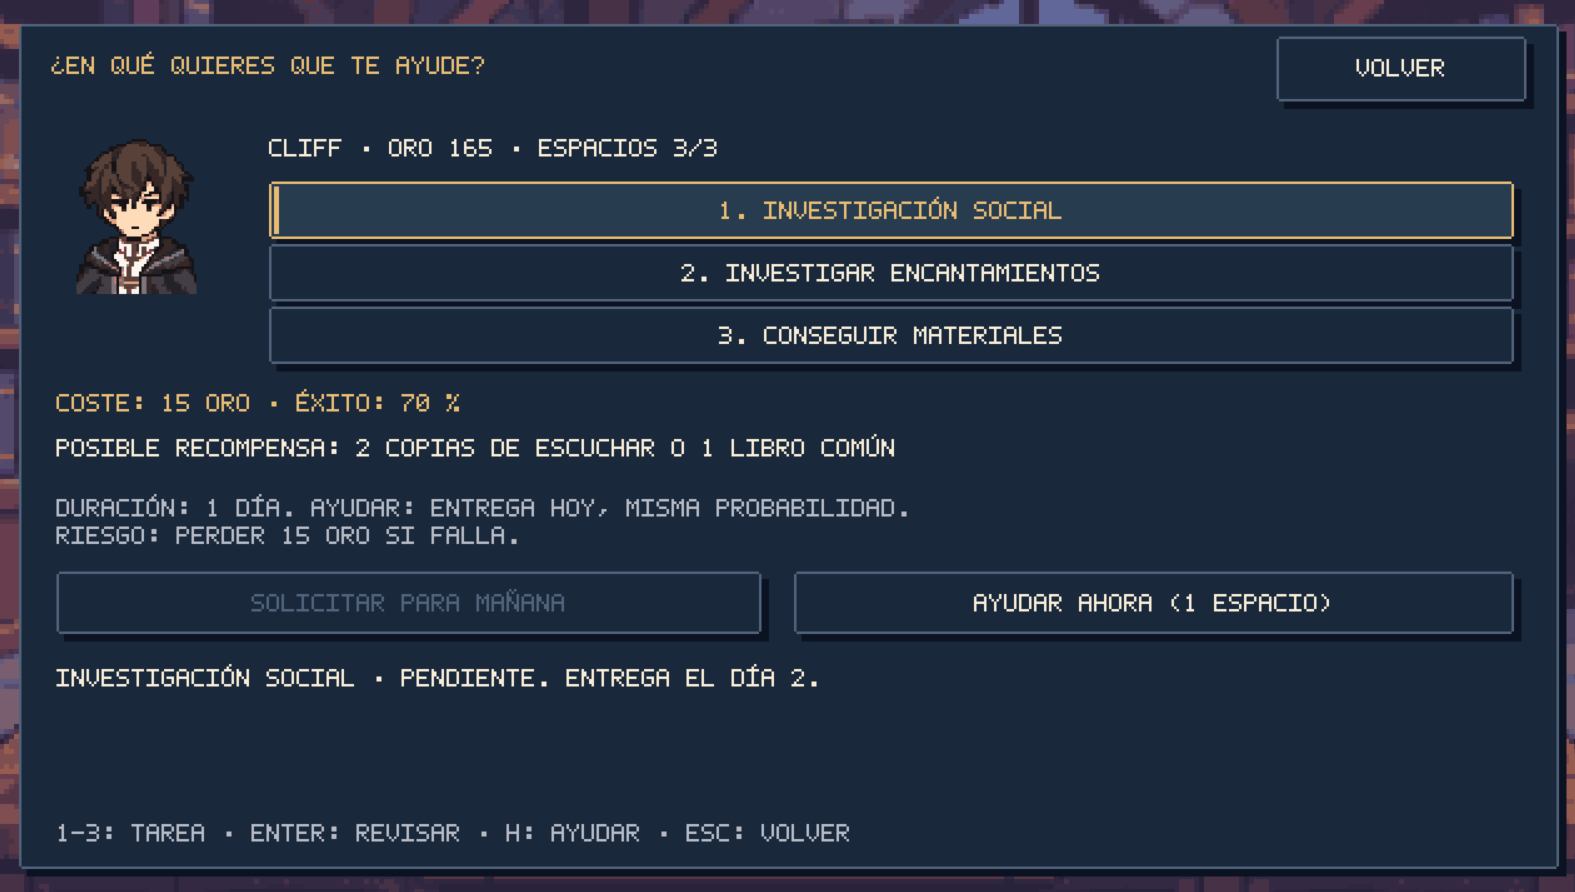 ¿EN QUÉ QUIERES QUE TE AYUDE?
VOLVER
CLIFF · ORO 165 · ESPACIOS 3/3
1. INVESTIGACIÓN SOCIAL
2. INVESTIGAR ENCANTAMIENTOS
3. CONSEGUIR MATERIALES
COSTE: 15 ORO · ÉXITO: 70 %
POSIBLE RECOMPENSA: 2 COPIAS DE ESCUCHAR O 1 LIBRO COMÚN
DURACIÓN: 1 DÍA. AYUDAR: ENTREGA HOY, MISMA PROBABILIDAD.
RIESGO: PERDER 15 ORO SI FALLA.
SOLICITAR PARA MAÑANA
AYUDAR AHORA (1 ESPACIO)
INVESTIGACIÓN SOCIAL · PENDIENTE. ENTREGA EL DÍA 2.
1-3: TAREA · ENTER: REVISAR · H: AYUDAR · ESC: VOLVER